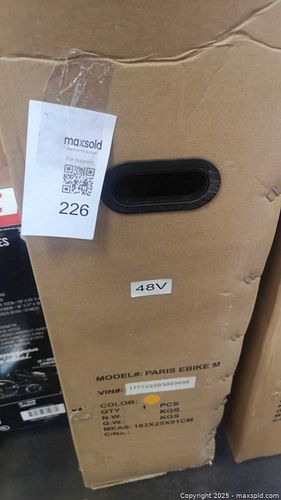 maxsold
For support
226
48V
MODEL#: PARIS EBIKE M
VIN#:
COLOR:
QTY 1 PCS
N.W. KGS
G.W. KGS
MEAS: 183X25X91CM
C/No.:
ES
Copyright 2025 - maxsold.com